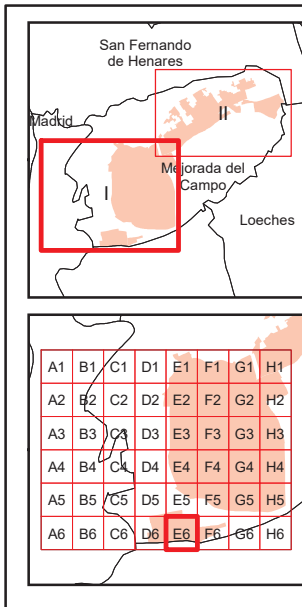 San Fernando
de Henares
II
Madrid
Mejorada del
Campo
I
Loeches
A1 B1 C1 D1 E1 F1 G1 H1
A2 B2 C2 D2 E2 F2 G2 H2
A3 B3 C3 D3 E3 F3 G3 H3
A4 B4 C4 D4 E4 F4 G4 H4
A5 B5 C5 D5 E5 F5 G5 H5
A6 B6 C6 D6 E6 F6 G6 H6